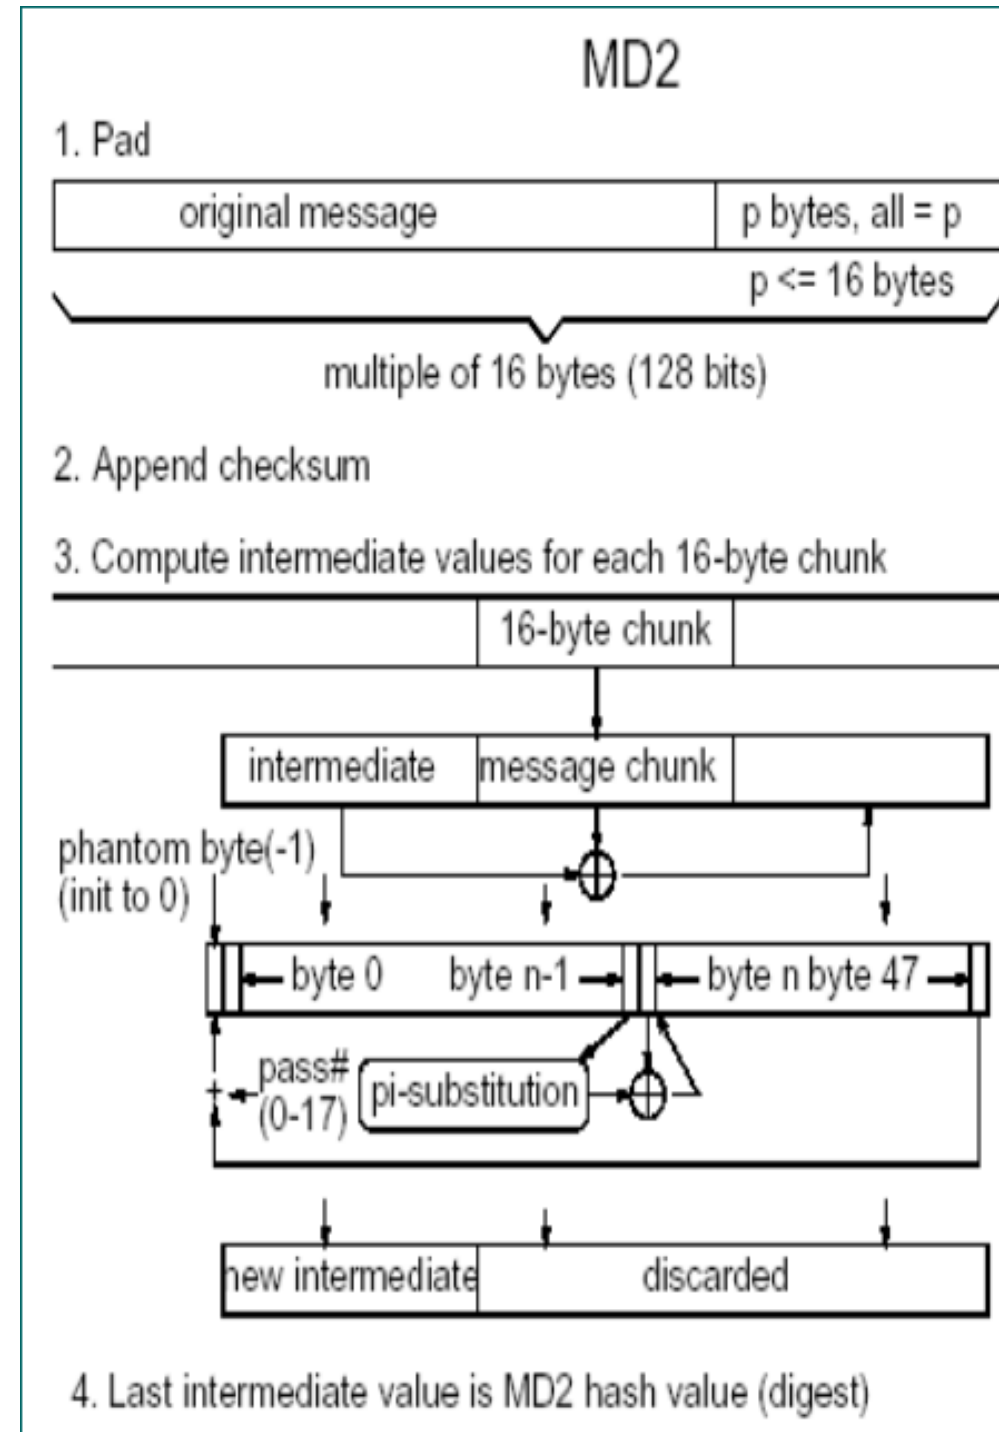 MD2
1. Pad
original message
p bytes, all = p
p <= 16 bytes
multiple of 16 bytes (128 bits)
2. Append checksum
3. Compute intermediate values for each 16-byte chunk
16-byte chunk
intermediate
message chunk
phantom byte(-1)
(init to 0)
byte 0
byte n-1
byte n
byte 47
+
pass#
(0-17)
pi-substitution
new intermediate
discarded
4. Last intermediate value is MD2 hash value (digest)